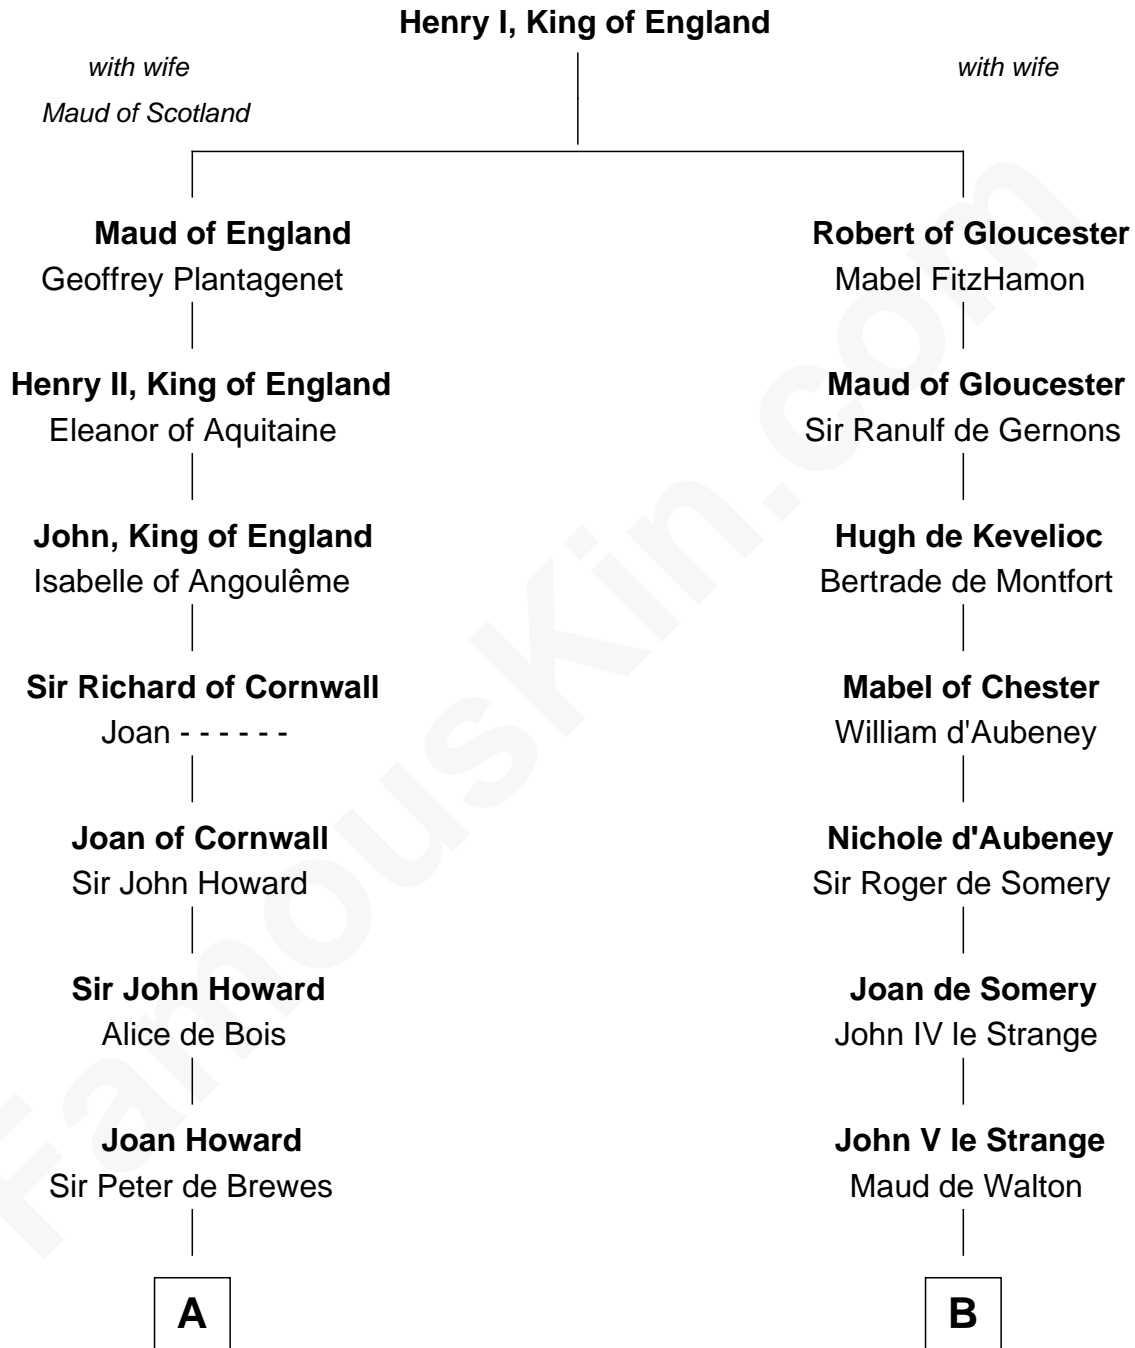 Henry I, King of England
with wife
Maud of Scotland
with wife
Maud of England
Geoffrey Plantagenet
Robert of Gloucester
Mabel FitzHamon
Henry II, King of England
Eleanor of Aquitaine
Maud of Gloucester
Sir Ranulf de Gernons
John, King of England
Isabelle of Angoulême
Hugh de Kevelioc
Bertrade de Montfort
Sir Richard of Cornwall
Joan - - - - - -
Mabel of Chester
William d'Aubeney
Joan of Cornwall
Sir John Howard
Nichole d'Aubeney
Sir Roger de Somery
Sir John Howard
Alice de Bois
Joan de Somery
John IV le Strange
Joan Howard
Sir Peter de Brewes
John V le Strange
Maud de Walton
A
B
FamousKin.com